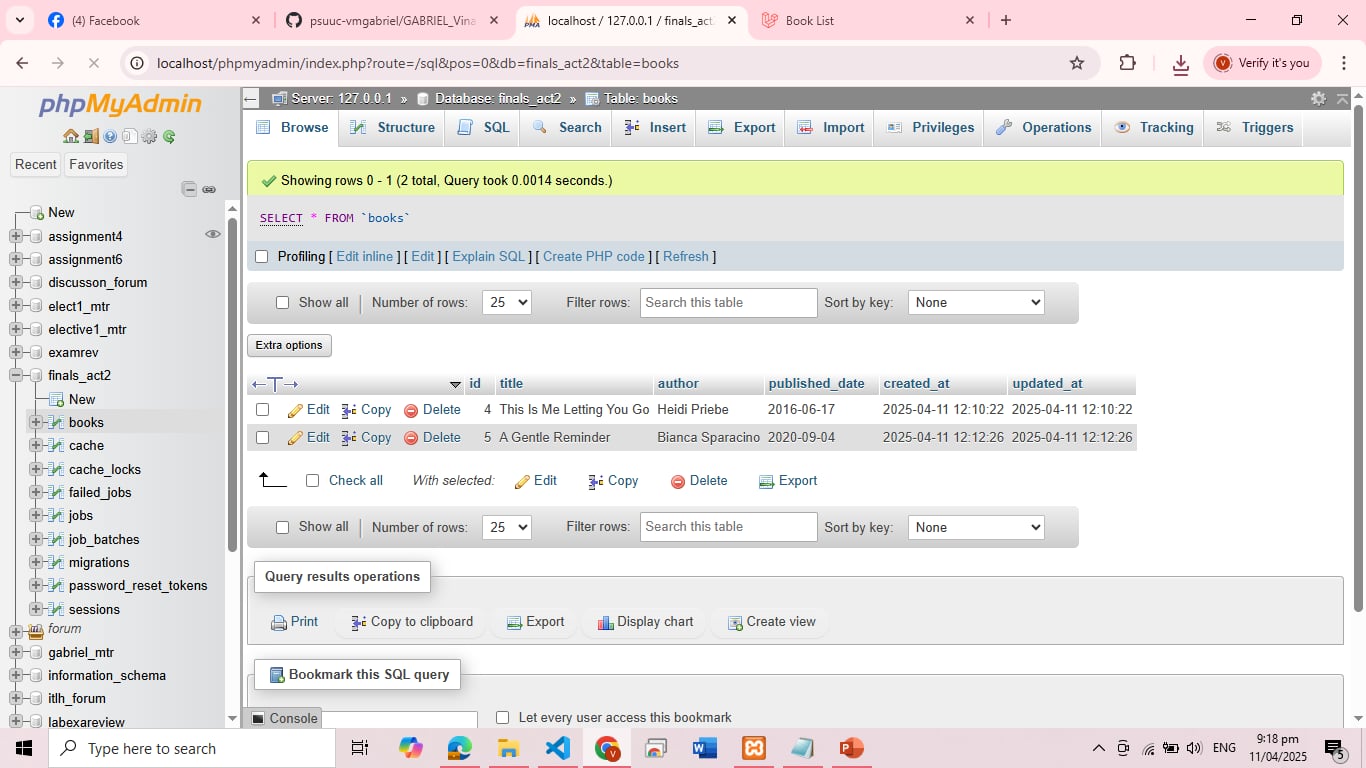 (4) Facebook
psuuc-vmgabriel/GABRIEL_Vina
localhost / 127.0.0.1 / finals_act2
Book List
localhost/phpmyadmin/index.php?route=/sql&pos=0&db=finals_act2&table=books
Verify it's you
phpMyAdmin
Recent
Favorites
New
assignment4
assignment6
discusson_forum
elect1_mtr
elective1_mtr
examrev
finals_act2
New
books
cache
cache_locks
failed_jobs
jobs
job_batches
migrations
password_reset_tokens
sessions
forum
gabriel_mtr
information_schema
itlh_forum
labexareview
Server: 127.0.0.1 » Database: finals_act2 » Table: books
Browse Structure SQL Search Insert Export Import Privileges Operations Tracking Triggers
Showing rows 0 - 1 (2 total, Query took 0.0014 seconds.)
SELECT * FROM `books`
Profiling [ Edit inline ] [ Edit ] [ Explain SQL ] [ Create PHP code ] [ Refresh ]
Show all Number of rows: 25 Filter rows: Search this table Sort by key: None
Extra options
id title author published_date created_at updated_at
Edit Copy Delete 4 This Is Me Letting You Go Heidi Priebe 2016-06-17 2025-04-11 12:10:22 2025-04-11 12:10:22
Edit Copy Delete 5 A Gentle Reminder Bianca Sparacino 2020-09-04 2025-04-11 12:12:26 2025-04-11 12:12:26
Check all With selected: Edit Copy Delete Export
Show all Number of rows: 25 Filter rows: Search this table Sort by key: None
Query results operations
Print Copy to clipboard Export Display chart Create view
Bookmark this SQL query
Console
Let every user access this bookmark
Type here to search
ENG
9:18 pm
11/04/2025
5